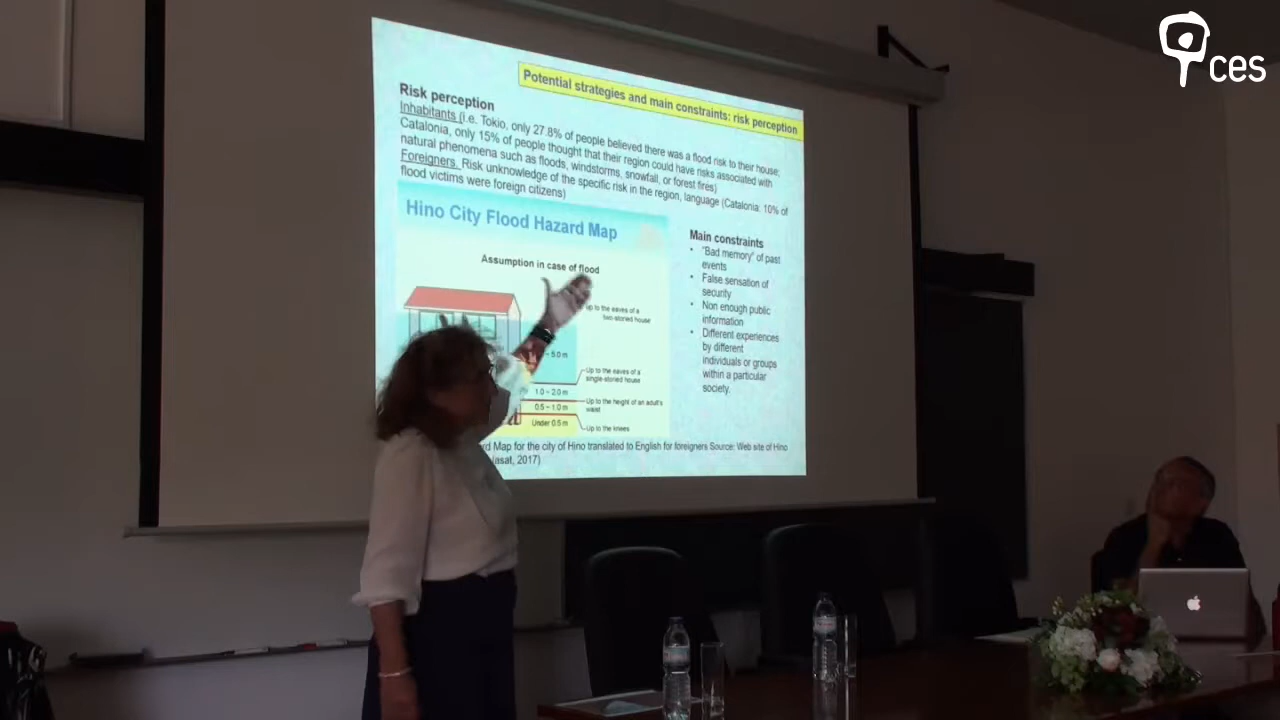 ces
Potential strategies and main constraints: risk perception
Risk perception
Inhabitants (i.e. Tokio, only 27.8% of people believed there was a flood risk to their house;
Catalonia, only 15% of people thought that their region could have risks associated with
natural phenomena such as floods, windstorms, snowfall, or forest fires)
Foreigners. Risk unknowledge of the specific risk in the region, language (Catalonia: 10% of
flood victims were foreign citizens)
Hino City Flood Hazard Map
Assumption in case of flood
up to the eaves of a
two-storied house
– 5.0 m
Up to the eaves of a
single-storied house
1.0 – 2.0 m
Up to the height of an adult's
waist
0.5 – 1.0 m
Under 0.5 m
Up to the knees
Main constraints
• "Bad memory" of past
events
• False sensation of
security
• Non enough public
information
• Different experiences
by different
individuals or groups
within a particular
society.
Map for the city of Hino translated to English for foreigners Source: Web site of Hino
2017)